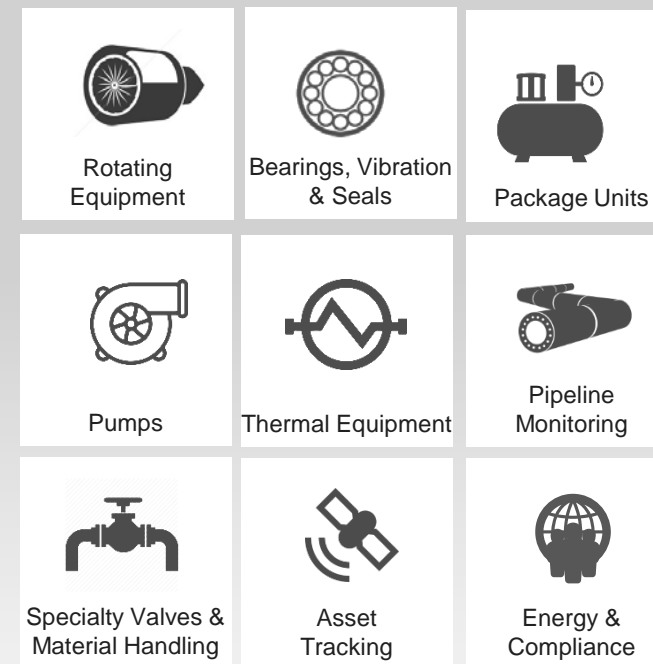 Rotating
Equipment
Bearings, Vibration
& Seals
Package Units
Pumps
Thermal Equipment
Pipeline
Monitoring
Specialty Valves &
Material Handling
Asset
Tracking
Energy &
Compliance